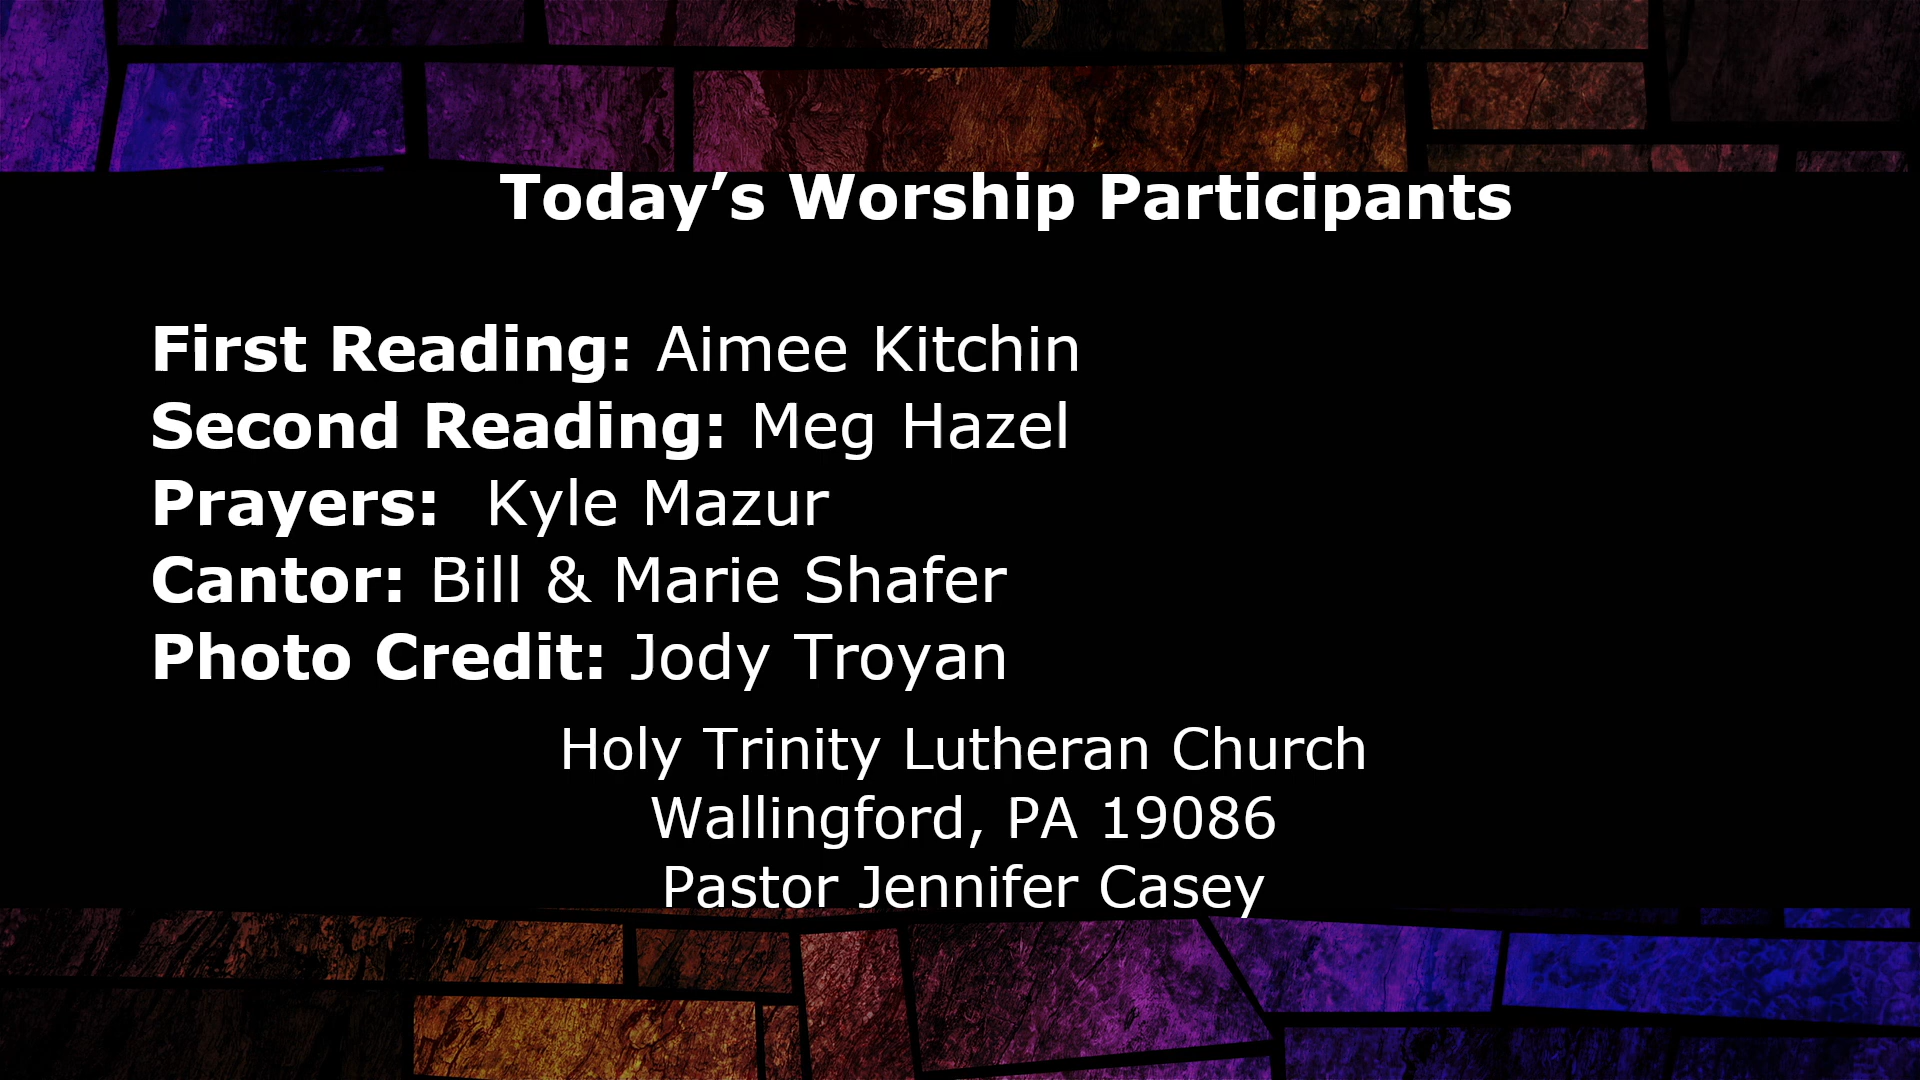 Today’s Worship Participants
First Reading: Aimee Kitchin
Second Reading: Meg Hazel
Prayers:  Kyle Mazur
Cantor: Bill & Marie Shafer
Photo Credit: Jody Troyan
Holy Trinity Lutheran Church
Wallingford, PA 19086
Pastor Jennifer Casey